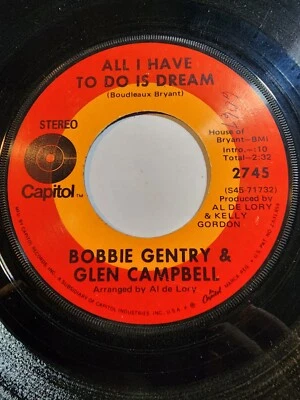 ALL I HAVE
TO DO IS DREAM
(Boudleaux Bryant)
STEREO
House of
Bryant-BMI
Intro.-:10
Total-2:32
2745
(S45-71732)
Produced by
AL DE LORY
& KELLY
GORDON
Capitol
BOBBIE GENTRY &
GLEN CAMPBELL
Arranged by Al de Lory